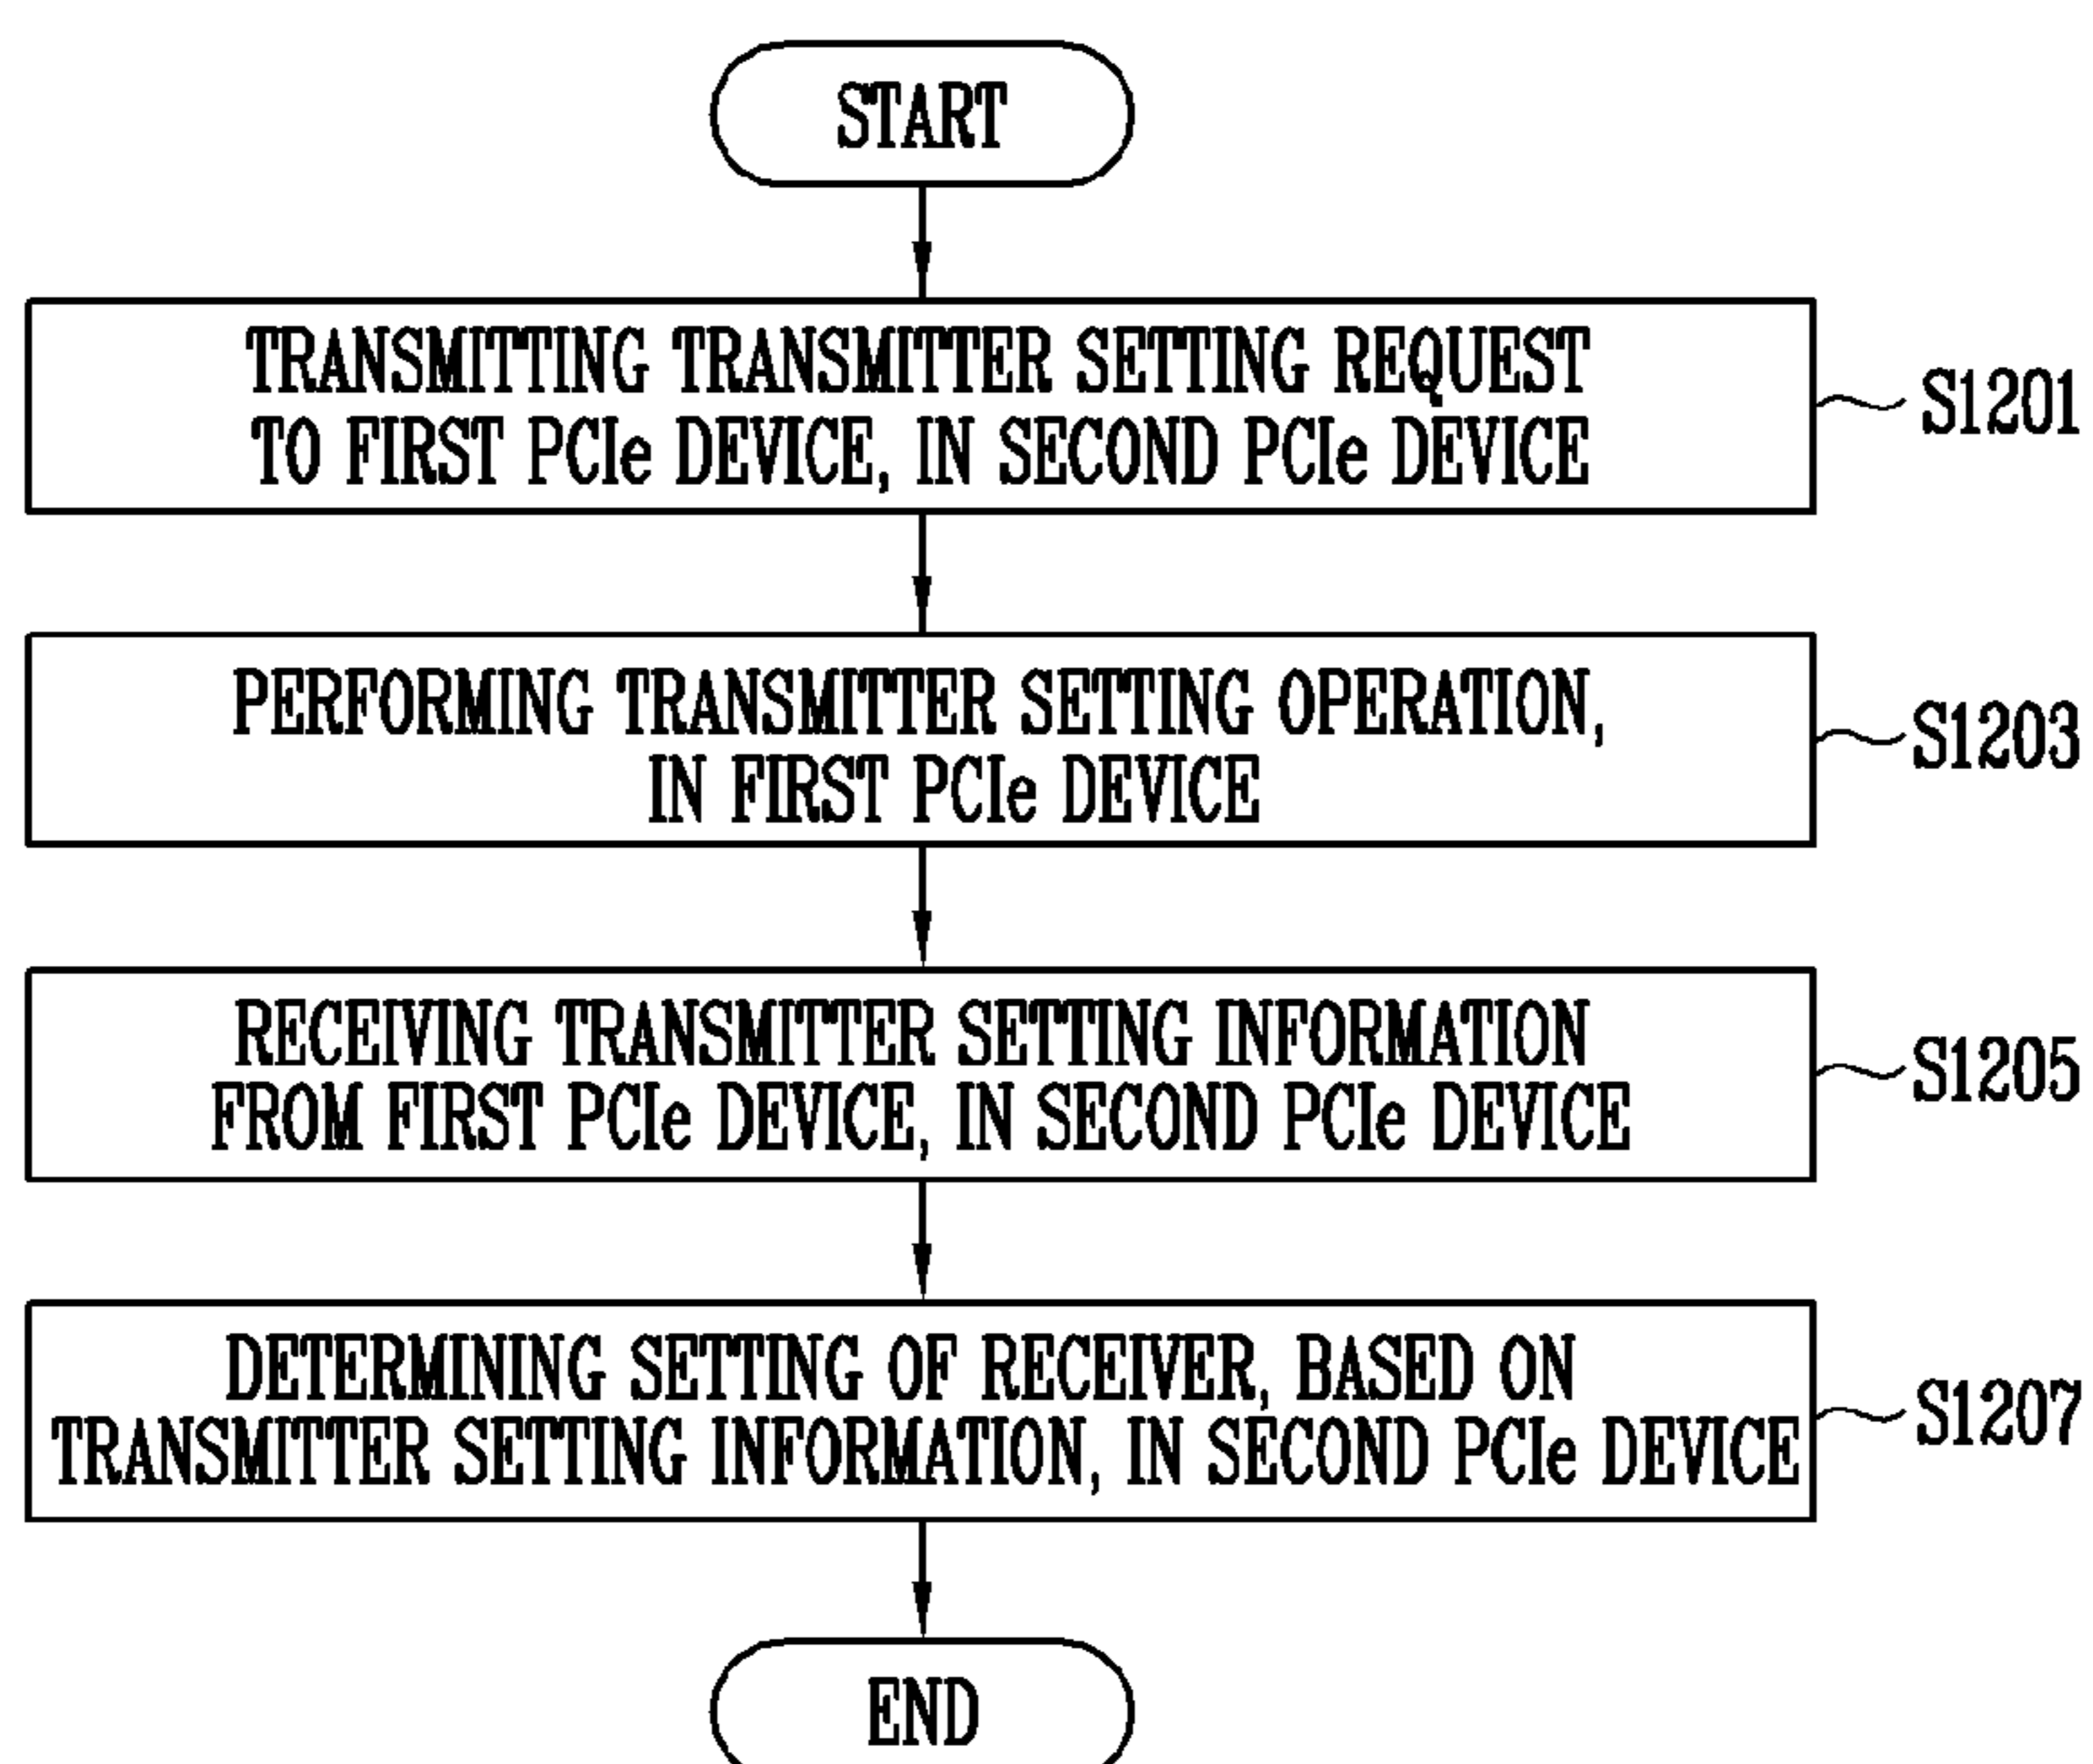 START
TRANSMITTING TRANSMITTER SETTING REQUEST
TO FIRST PCIe DEVICE, IN SECOND PCIe DEVICE
S1201
PERFORMING TRANSMITTER SETTING OPERATION,
IN FIRST PCIe DEVICE
S1203
RECEIVING TRANSMITTER SETTING INFORMATION
FROM FIRST PCIe DEVICE, IN SECOND PCIe DEVICE
S1205
DETERMINING SETTING OF RECEIVER, BASED ON
TRANSMITTER SETTING INFORMATION, IN SECOND PCIe DEVICE
S1207
END